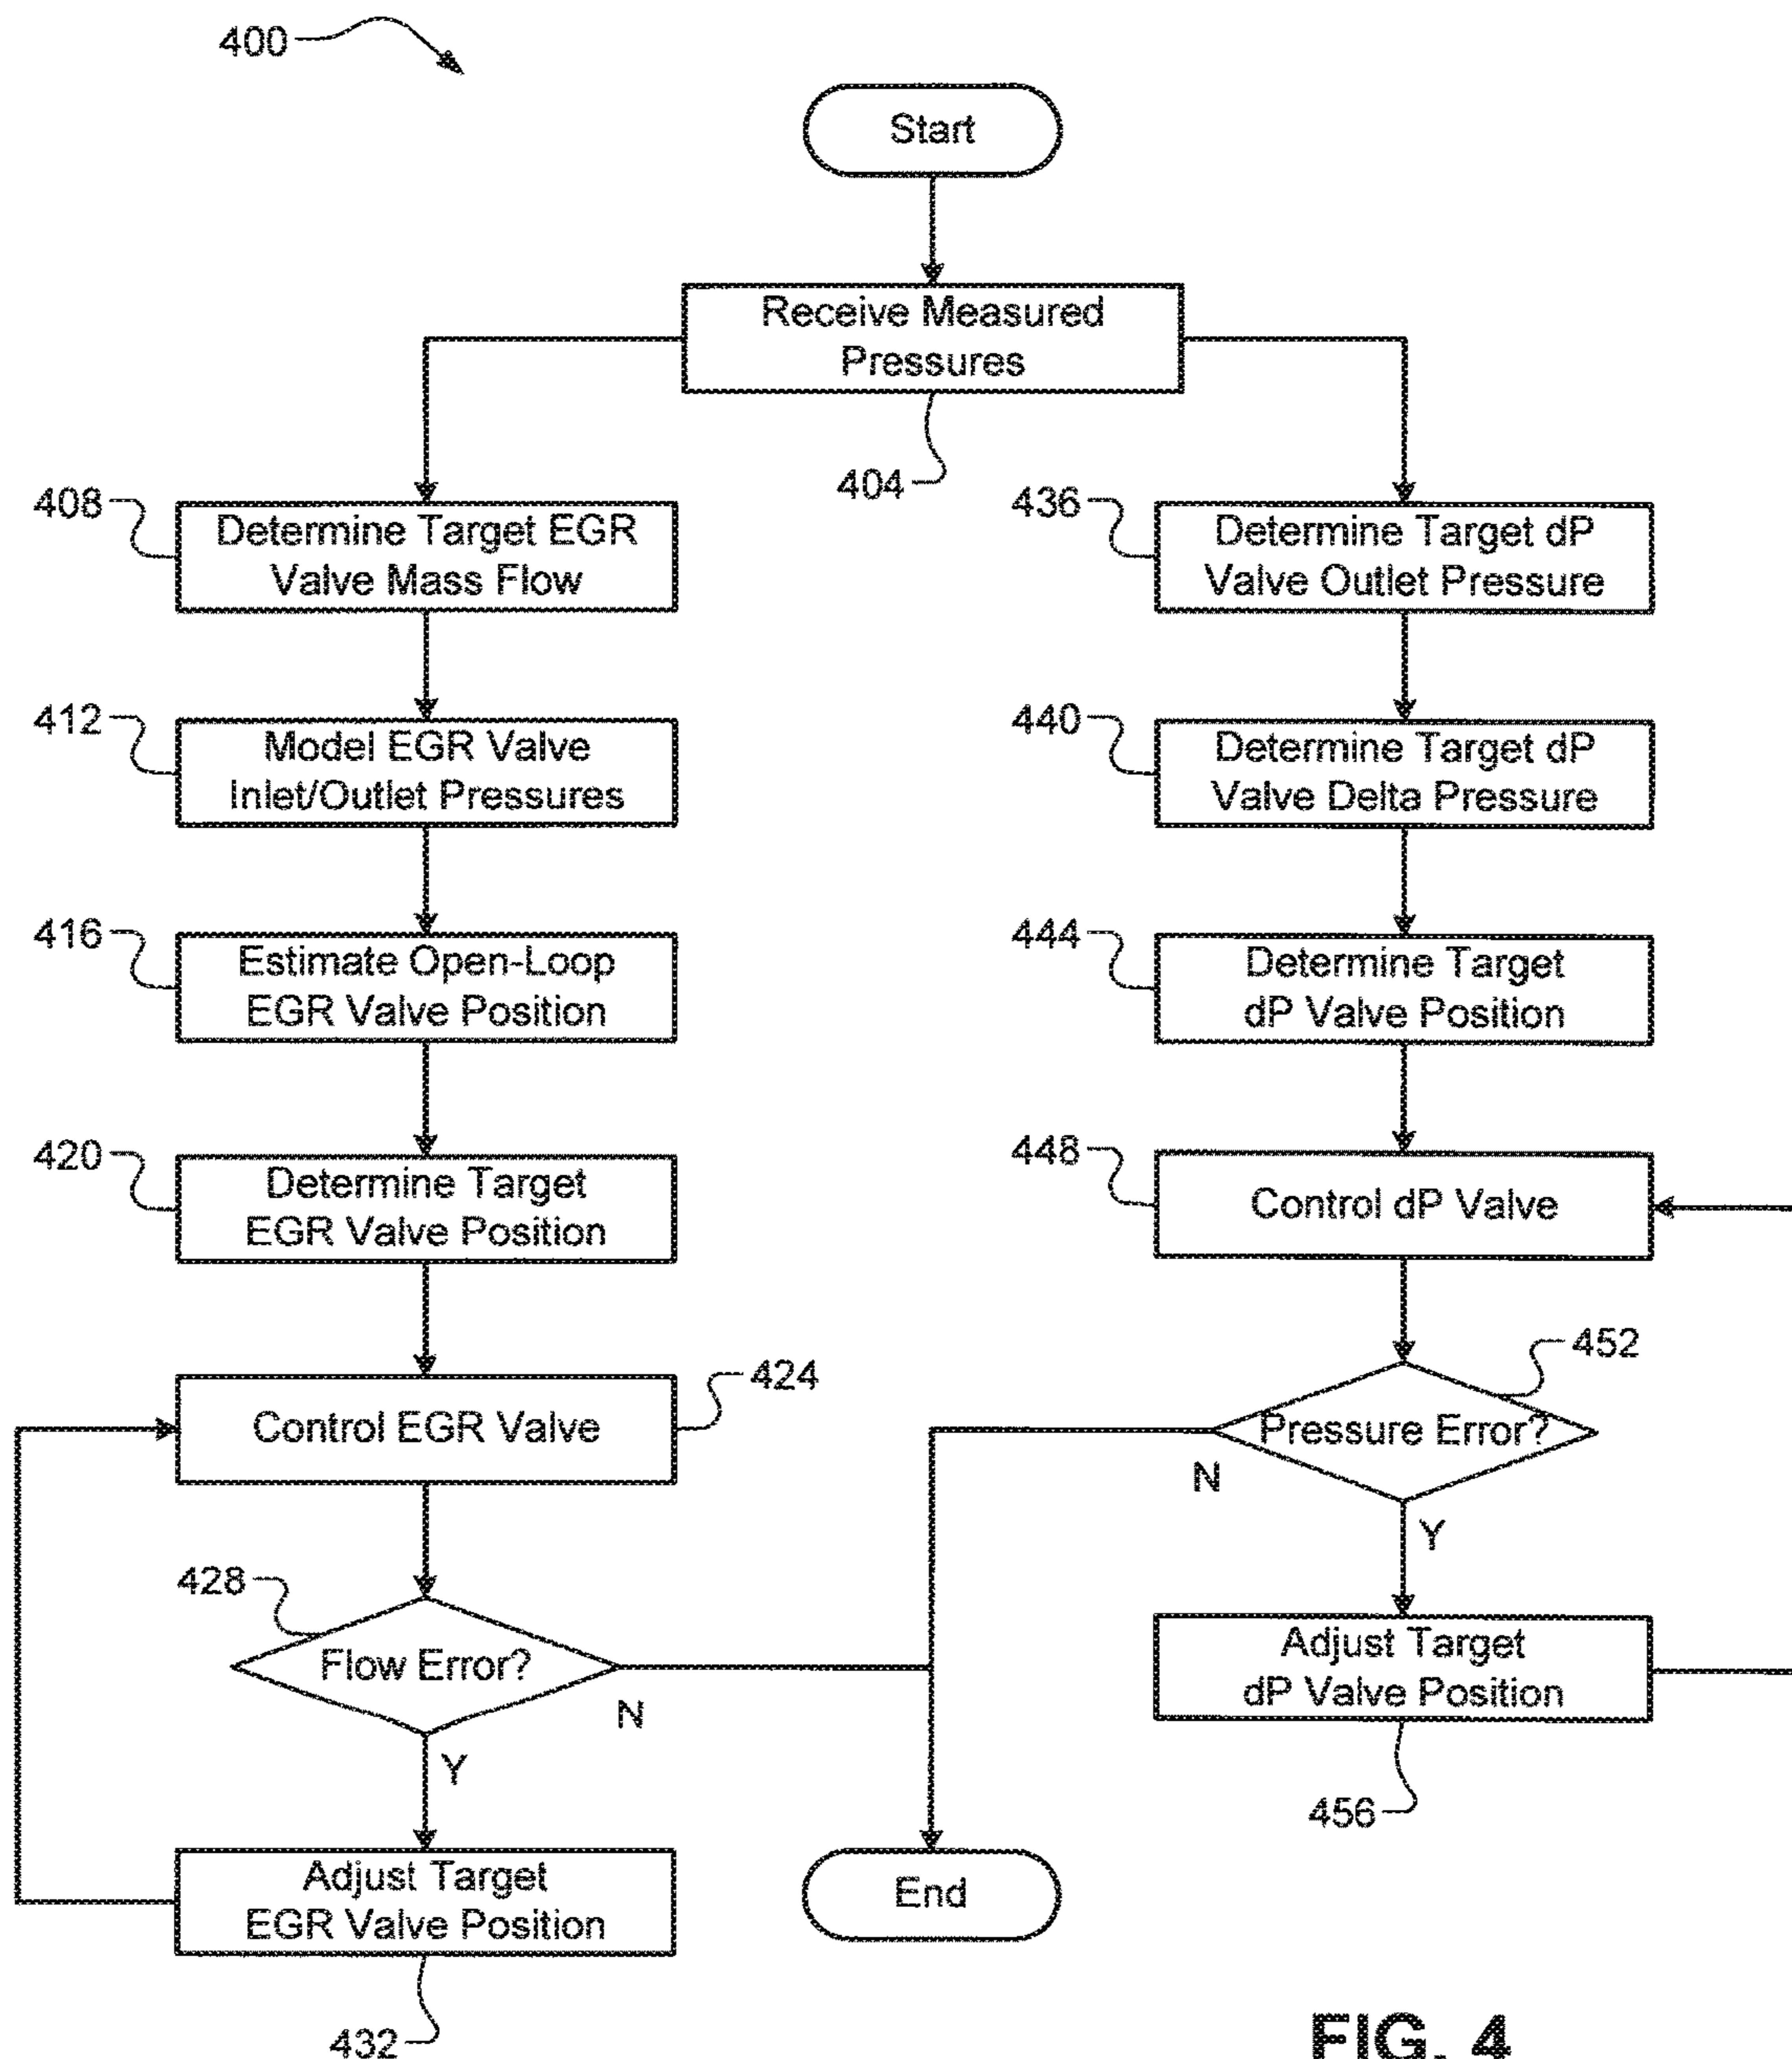 400
Start
Receive Measured
Pressures
404
408
Determine Target EGR
Valve Mass Flow
412
Model EGR Valve
Inlet/Outlet Pressures
416
Estimate Open-Loop
EGR Valve Position
420
Determine Target
EGR Valve Position
424
Control EGR Valve
428
Flow Error?
N
Y
Adjust Target
EGR Valve Position
432
436
Determine Target dP
Valve Outlet Pressure
440
Determine Target dP
Valve Delta Pressure
444
Determine Target
dP Valve Position
448
Control dP Valve
452
Pressure Error?
N
Y
Adjust Target
dP Valve Position
456
End
FIG. 4